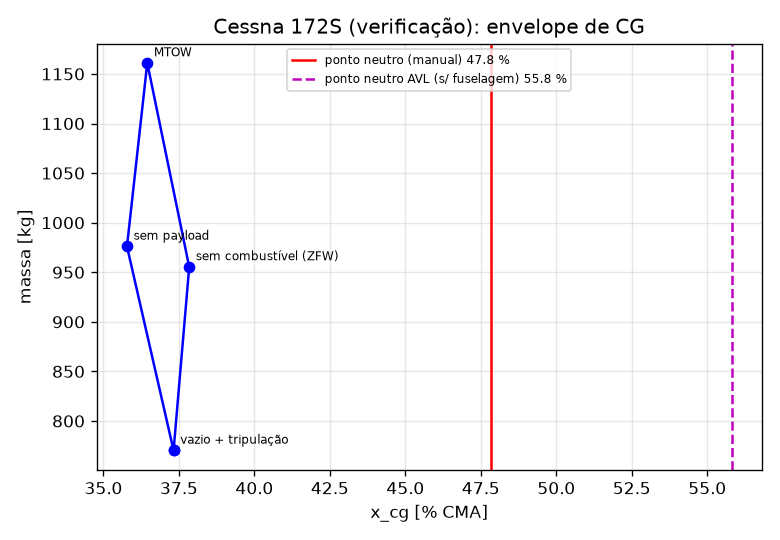 Cessna 172S (verificação): envelope de CG
ponto neutro (manual) 47.8 %
ponto neutro AVL (s/ fuselagem) 55.8 %
MTOW
sem payload
sem combustível (ZFW)
vazio + tripulação
massa [kg]
1150
1100
1050
1000
950
900
850
800
35.0 37.5 40.0 42.5 45.0 47.5 50.0 52.5 55.0
x_cg [% CMA]